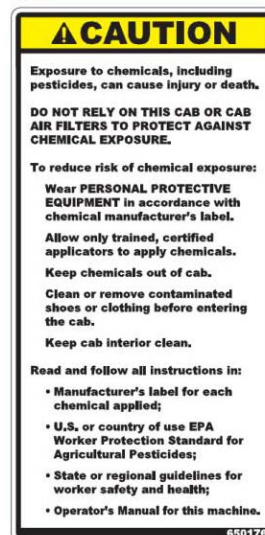 CAUTION
Exposure to chemicals, including
pesticides, can cause injury or death.
DO NOT RELY ON THIS CAB OR CAB
AIR FILTERS TO PROTECT AGAINST
CHEMICAL EXPOSURE.
To reduce risk of chemical exposure:
Wear PERSONAL PROTECTIVE
EQUIPMENT in accordance with
chemical manufacturer's label.
Allow only trained, certified
applicators to apply chemicals.
Keep chemicals out of cab.
Clean or remove contaminated
shoes or clothing before entering
the cab.
Keep cab interior clean.
Read and follow all instructions in:
• Manufacturer's label for each
chemical applied;
• U.S. or country of use EPA
Worker Protection Standard for
Agricultural Pesticides;
• State or regional guidelines for
worker safety and health;
• Operator's Manual for this machine.